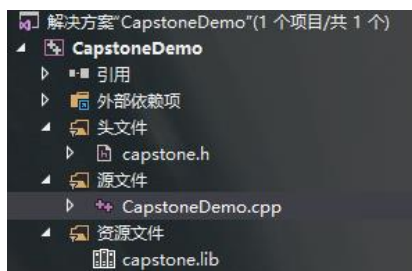 解决方案"CapstoneDemo"(1 个项目/共 1 个)
CapstoneDemo
引用
外部依赖项
头文件
capstone.h
源文件
CapstoneDemo.cpp
资源文件
capstone.lib